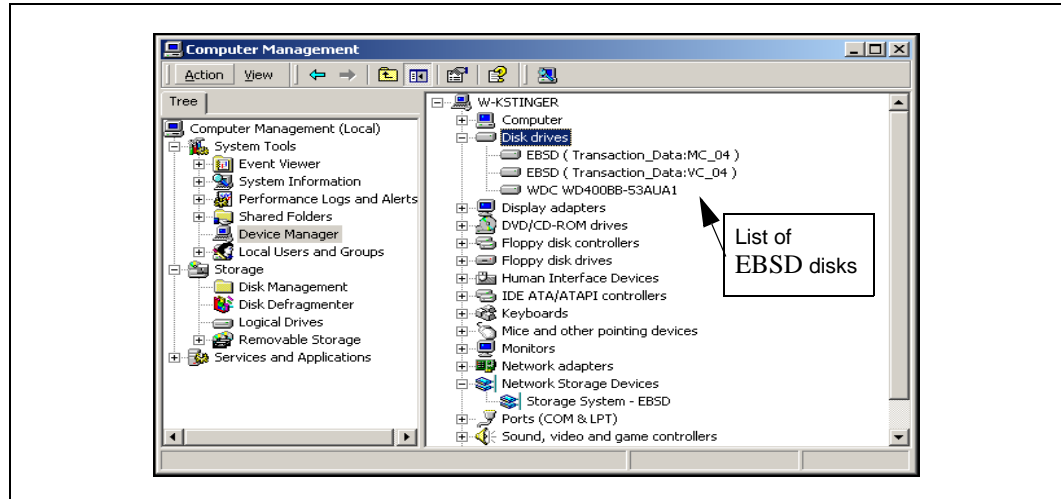 Computer Management
Action View
Tree
Computer Management (Local)
System Tools
Event Viewer
System Information
Performance Logs and Alerts
Shared Folders
Device Manager
Local Users and Groups
Storage
Disk Management
Disk Defragmenter
Logical Drives
Removable Storage
Services and Applications
W-KSTINGER
Computer
Disk drives
EBSD ( Transaction_Data:MC_04 )
EBSD ( Transaction_Data:VC_04 )
WDC WD400BB-53AUA1
Display adapters
DVD/CD-ROM drives
Floppy disk controllers
Floppy disk drives
Human Interface Devices
IDE ATA/ATAPI controllers
Keyboards
Mice and other pointing devices
Monitors
Network adapters
Network Storage Devices
Storage System - EBSD
Ports (COM & LPT)
Sound, video and game controllers
List of
EBSD disks